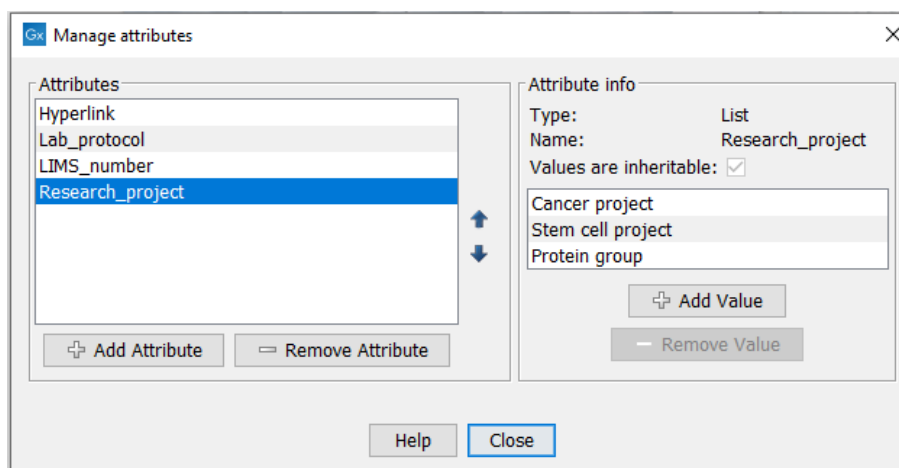 Gx Manage attributes
Attributes
Hyperlink
Lab_protocol
LIMS_number
Research_project
Add Attribute
Remove Attribute
Attribute info
Type: List
Name: Research_project
Values are inheritable:
Cancer project
Stem cell project
Protein group
Add Value
Remove Value
Help
Close